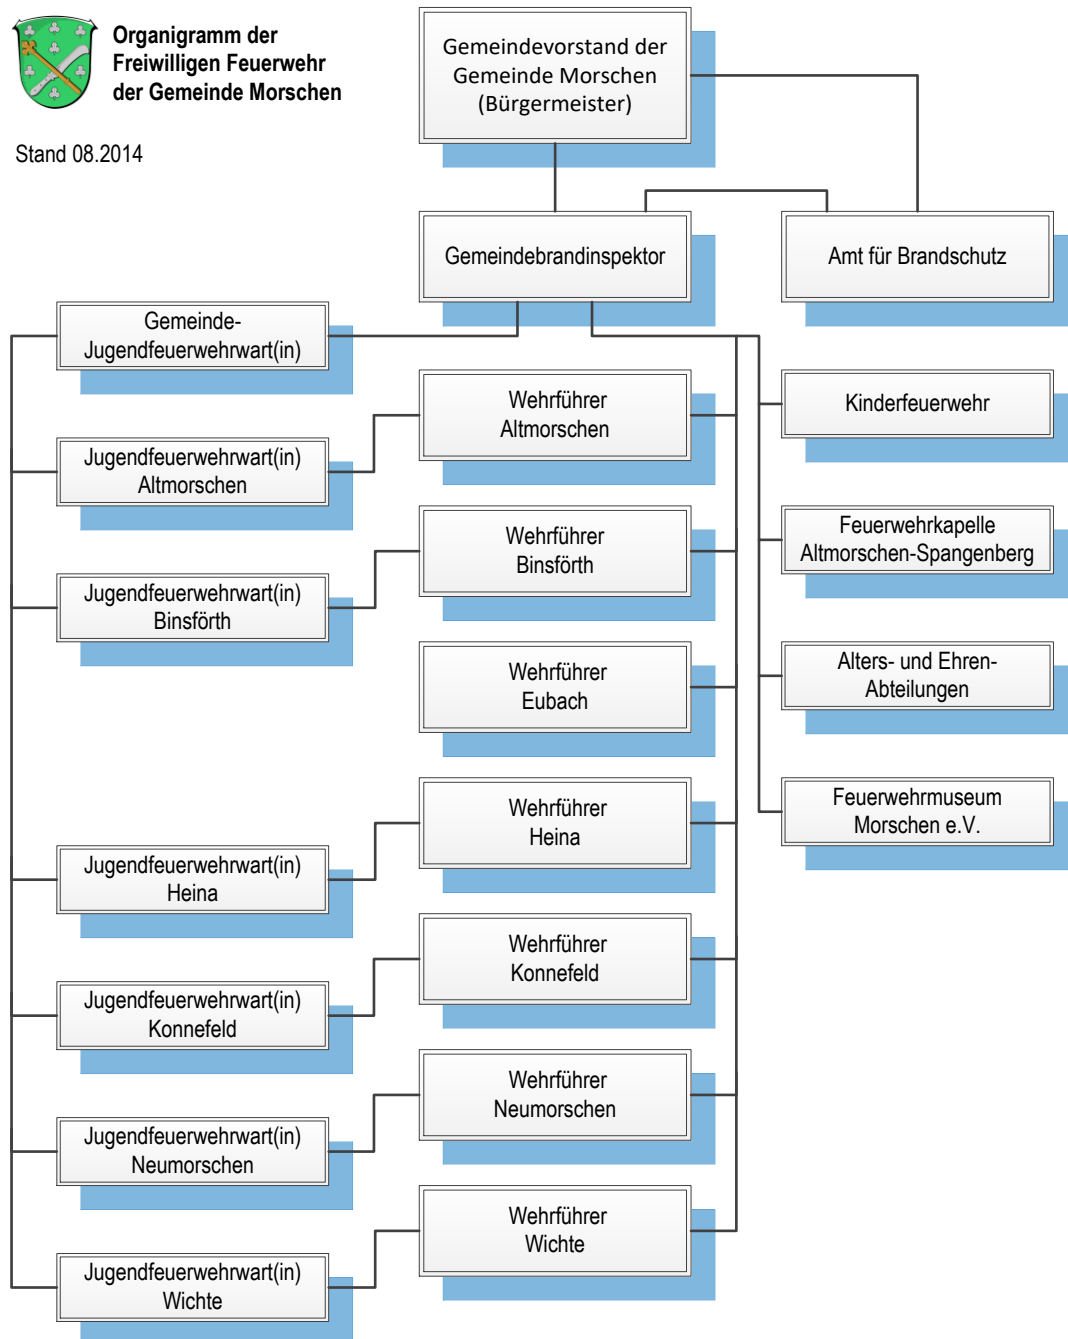 Organigramm der
Freiwilligen Feuerwehr
der Gemeinde Morschen
Stand 08.2014
Gemeindevorstand der
Gemeinde Morschen
(Bürgermeister)
Gemeindebrandinspektor
Amt für Brandschutz
Gemeinde-
Jugendfeuerwehrwart(in)
Jugendfeuerwehrwart(in)
Altmorschen
Jugendfeuerwehrwart(in)
Binsförth
Jugendfeuerwehrwart(in)
Heina
Jugendfeuerwehrwart(in)
Konnefeld
Jugendfeuerwehrwart(in)
Neumorschen
Jugendfeuerwehrwart(in)
Wichte
Wehrführer
Altmorschen
Wehrführer
Binsförth
Wehrführer
Eubach
Wehrführer
Heina
Wehrführer
Konnefeld
Wehrführer
Neumorschen
Wehrführer
Wichte
Kinderfeuerwehr
Feuerwehrkapelle
Altmorschen-Spangenberg
Alters- und Ehren-
Abteilungen
Feuerwehrmuseum
Morschen e.V.